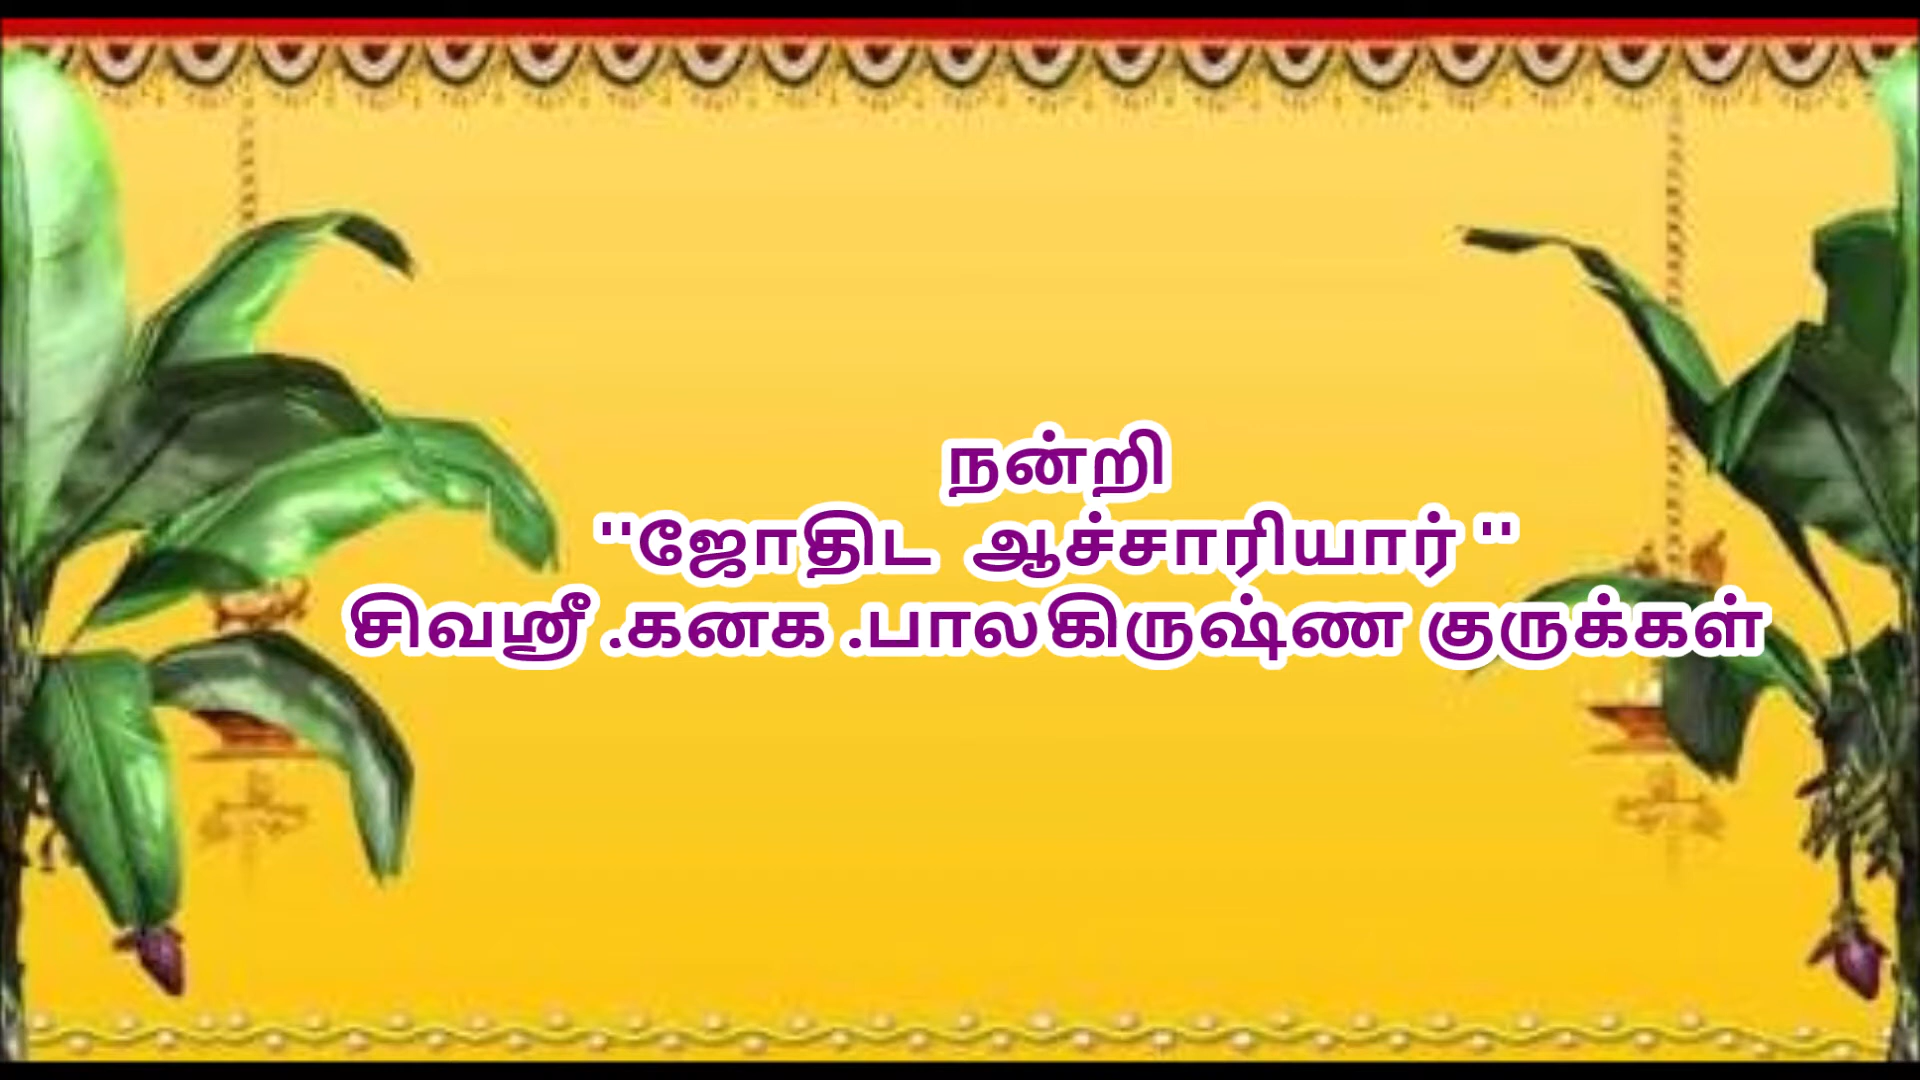 நன்றி
"ஜோதிட ஆச்சாரியார் "
சிவஸ்ரீ .கனக .பாலகிருஷ்ண குருக்கள்